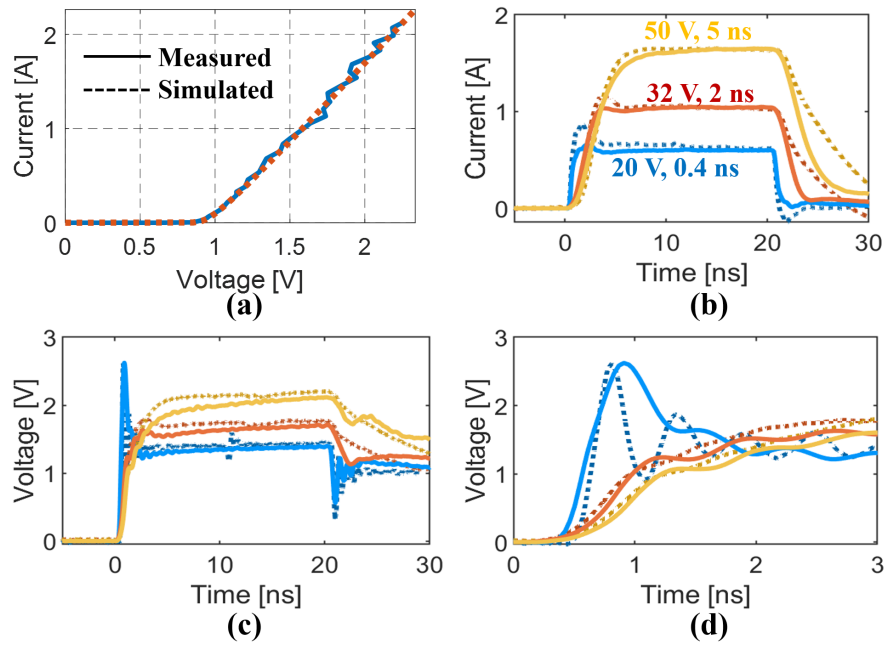 Current [A]
2
1
0
Measured
Simulated
0
0.5
1
1.5
2
Voltage [V]
(a)
Current [A]
2
1
0
50 V, 5 ns
32 V, 2 ns
20 V, 0.4 ns
0
10
20
30
Time [ns]
(b)
Voltage [V]
3
2
1
0
0
10
20
30
Time [ns]
(c)
Voltage [V]
3
2
1
0
0
1
2
3
Time [ns]
(d)